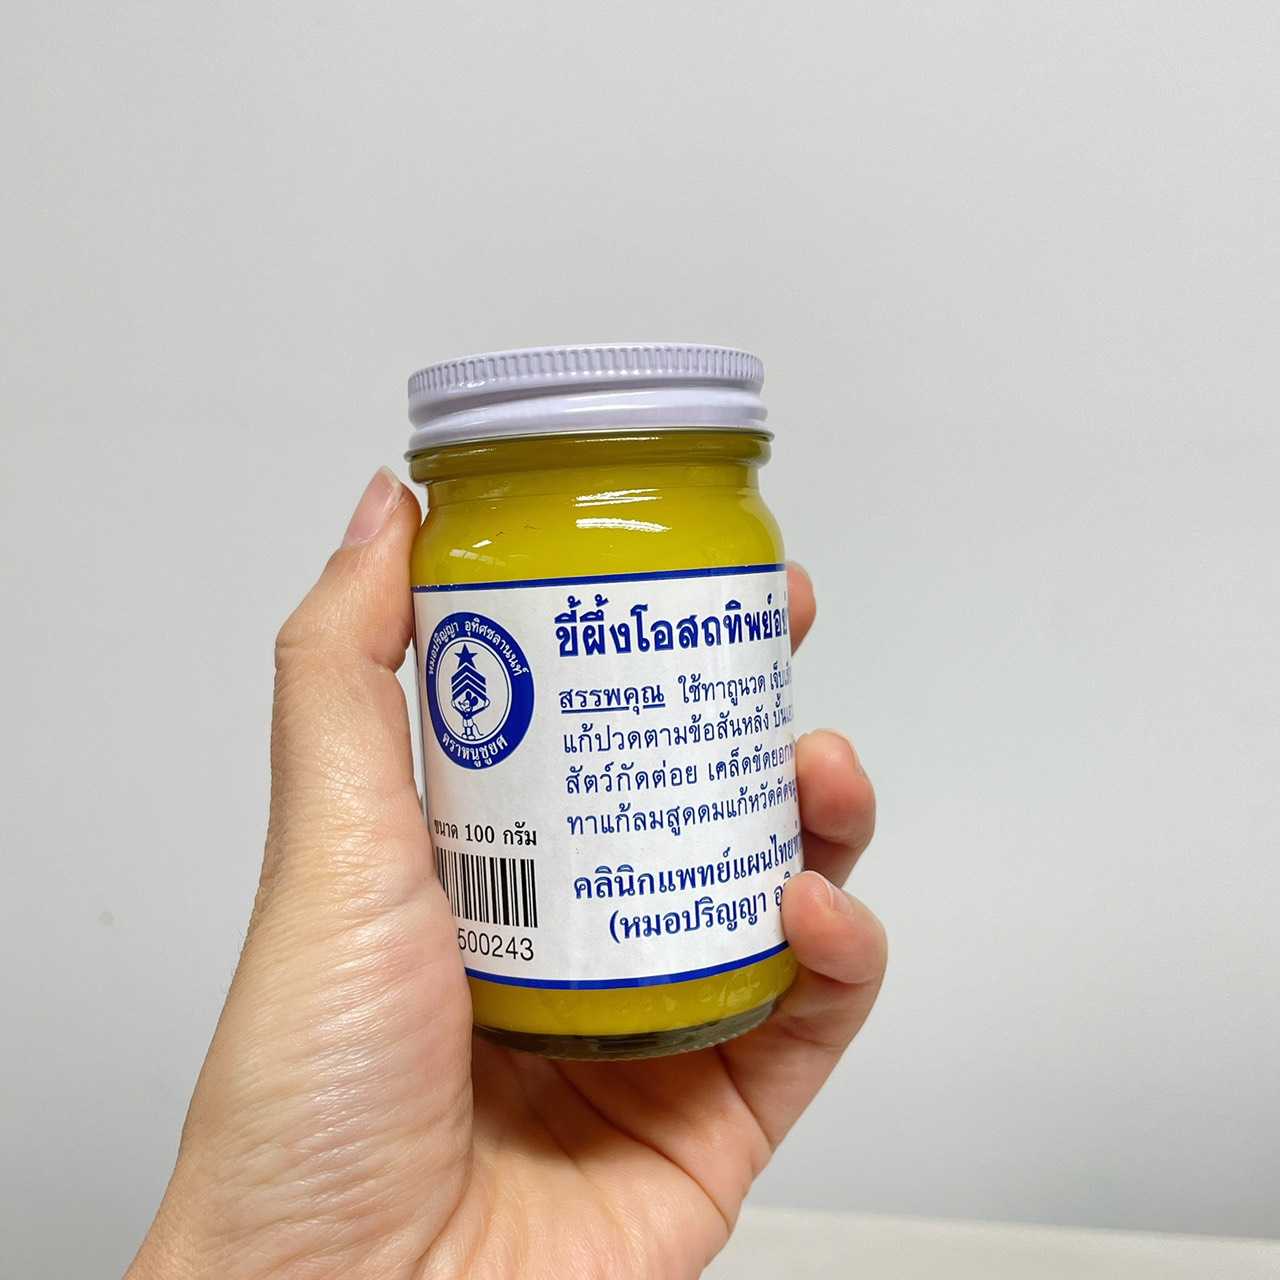 หมอปริญญา อุทิศชลานนท์
ตราหนูชูยศ
ขนาด 100 กรัม
500243
ขี้ผึ้งโอสถทิพย์
สรรพคุณ ใช้ทาถูนวด
แก้ปวดตามข้อสันหลัง
สัตว์กัดต่อย เคล็ดขัดยอก
ทาแก้ลมสูดดมแก้หวัดคัด
คลินิกแพทย์แผนไทย
(หมอปริญญา